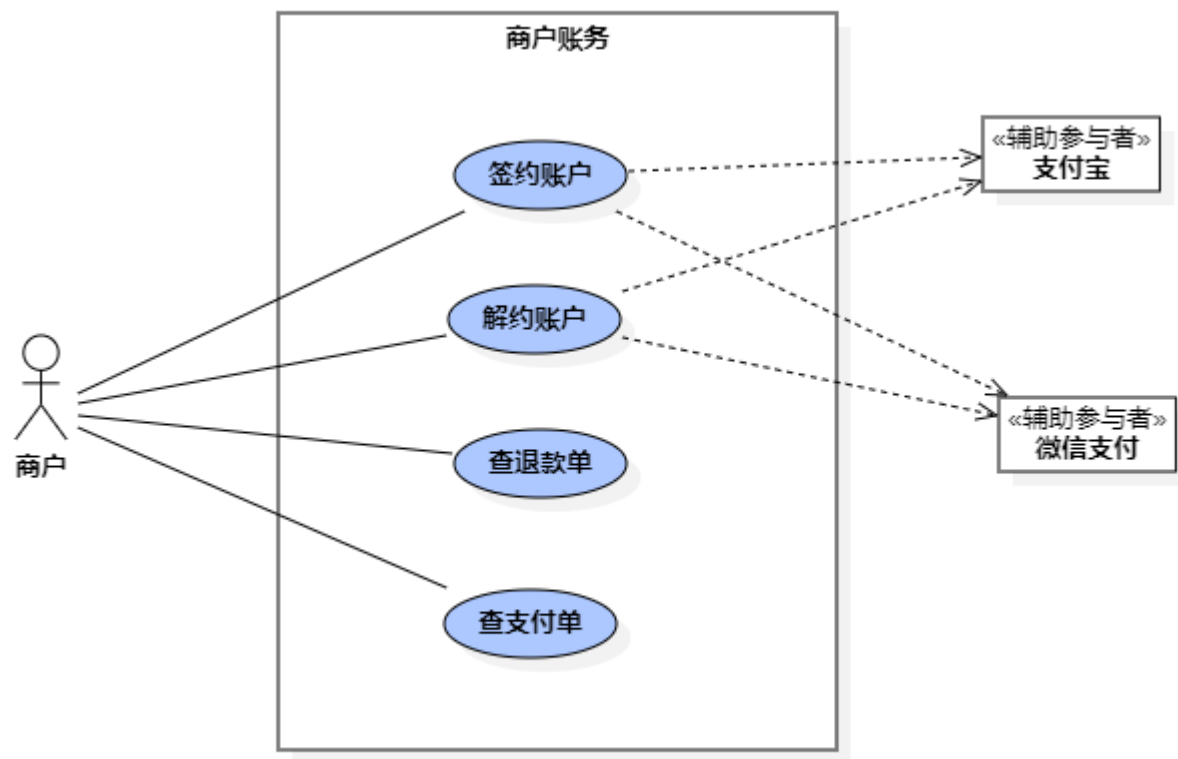 商户账务
签约账户
«辅助参与者»
支付宝
解约账户
«辅助参与者»
微信支付
商户
查退款单
查支付单